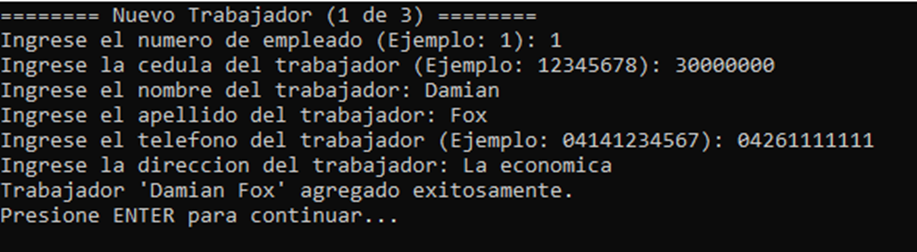 ======== Nuevo Trabajador (1 de 3) ========
Ingrese el numero de empleado (Ejemplo: 1): 1
Ingrese la cedula del trabajador (Ejemplo: 12345678): 30000000
Ingrese el nombre del trabajador: Damian
Ingrese el apellido del trabajador: Fox
Ingrese el telefono del trabajador (Ejemplo: 04141234567): 04261111111
Ingrese la direccion del trabajador: La economica
Trabajador 'Damian Fox' agregado exitosamente.
Presione ENTER para continuar...